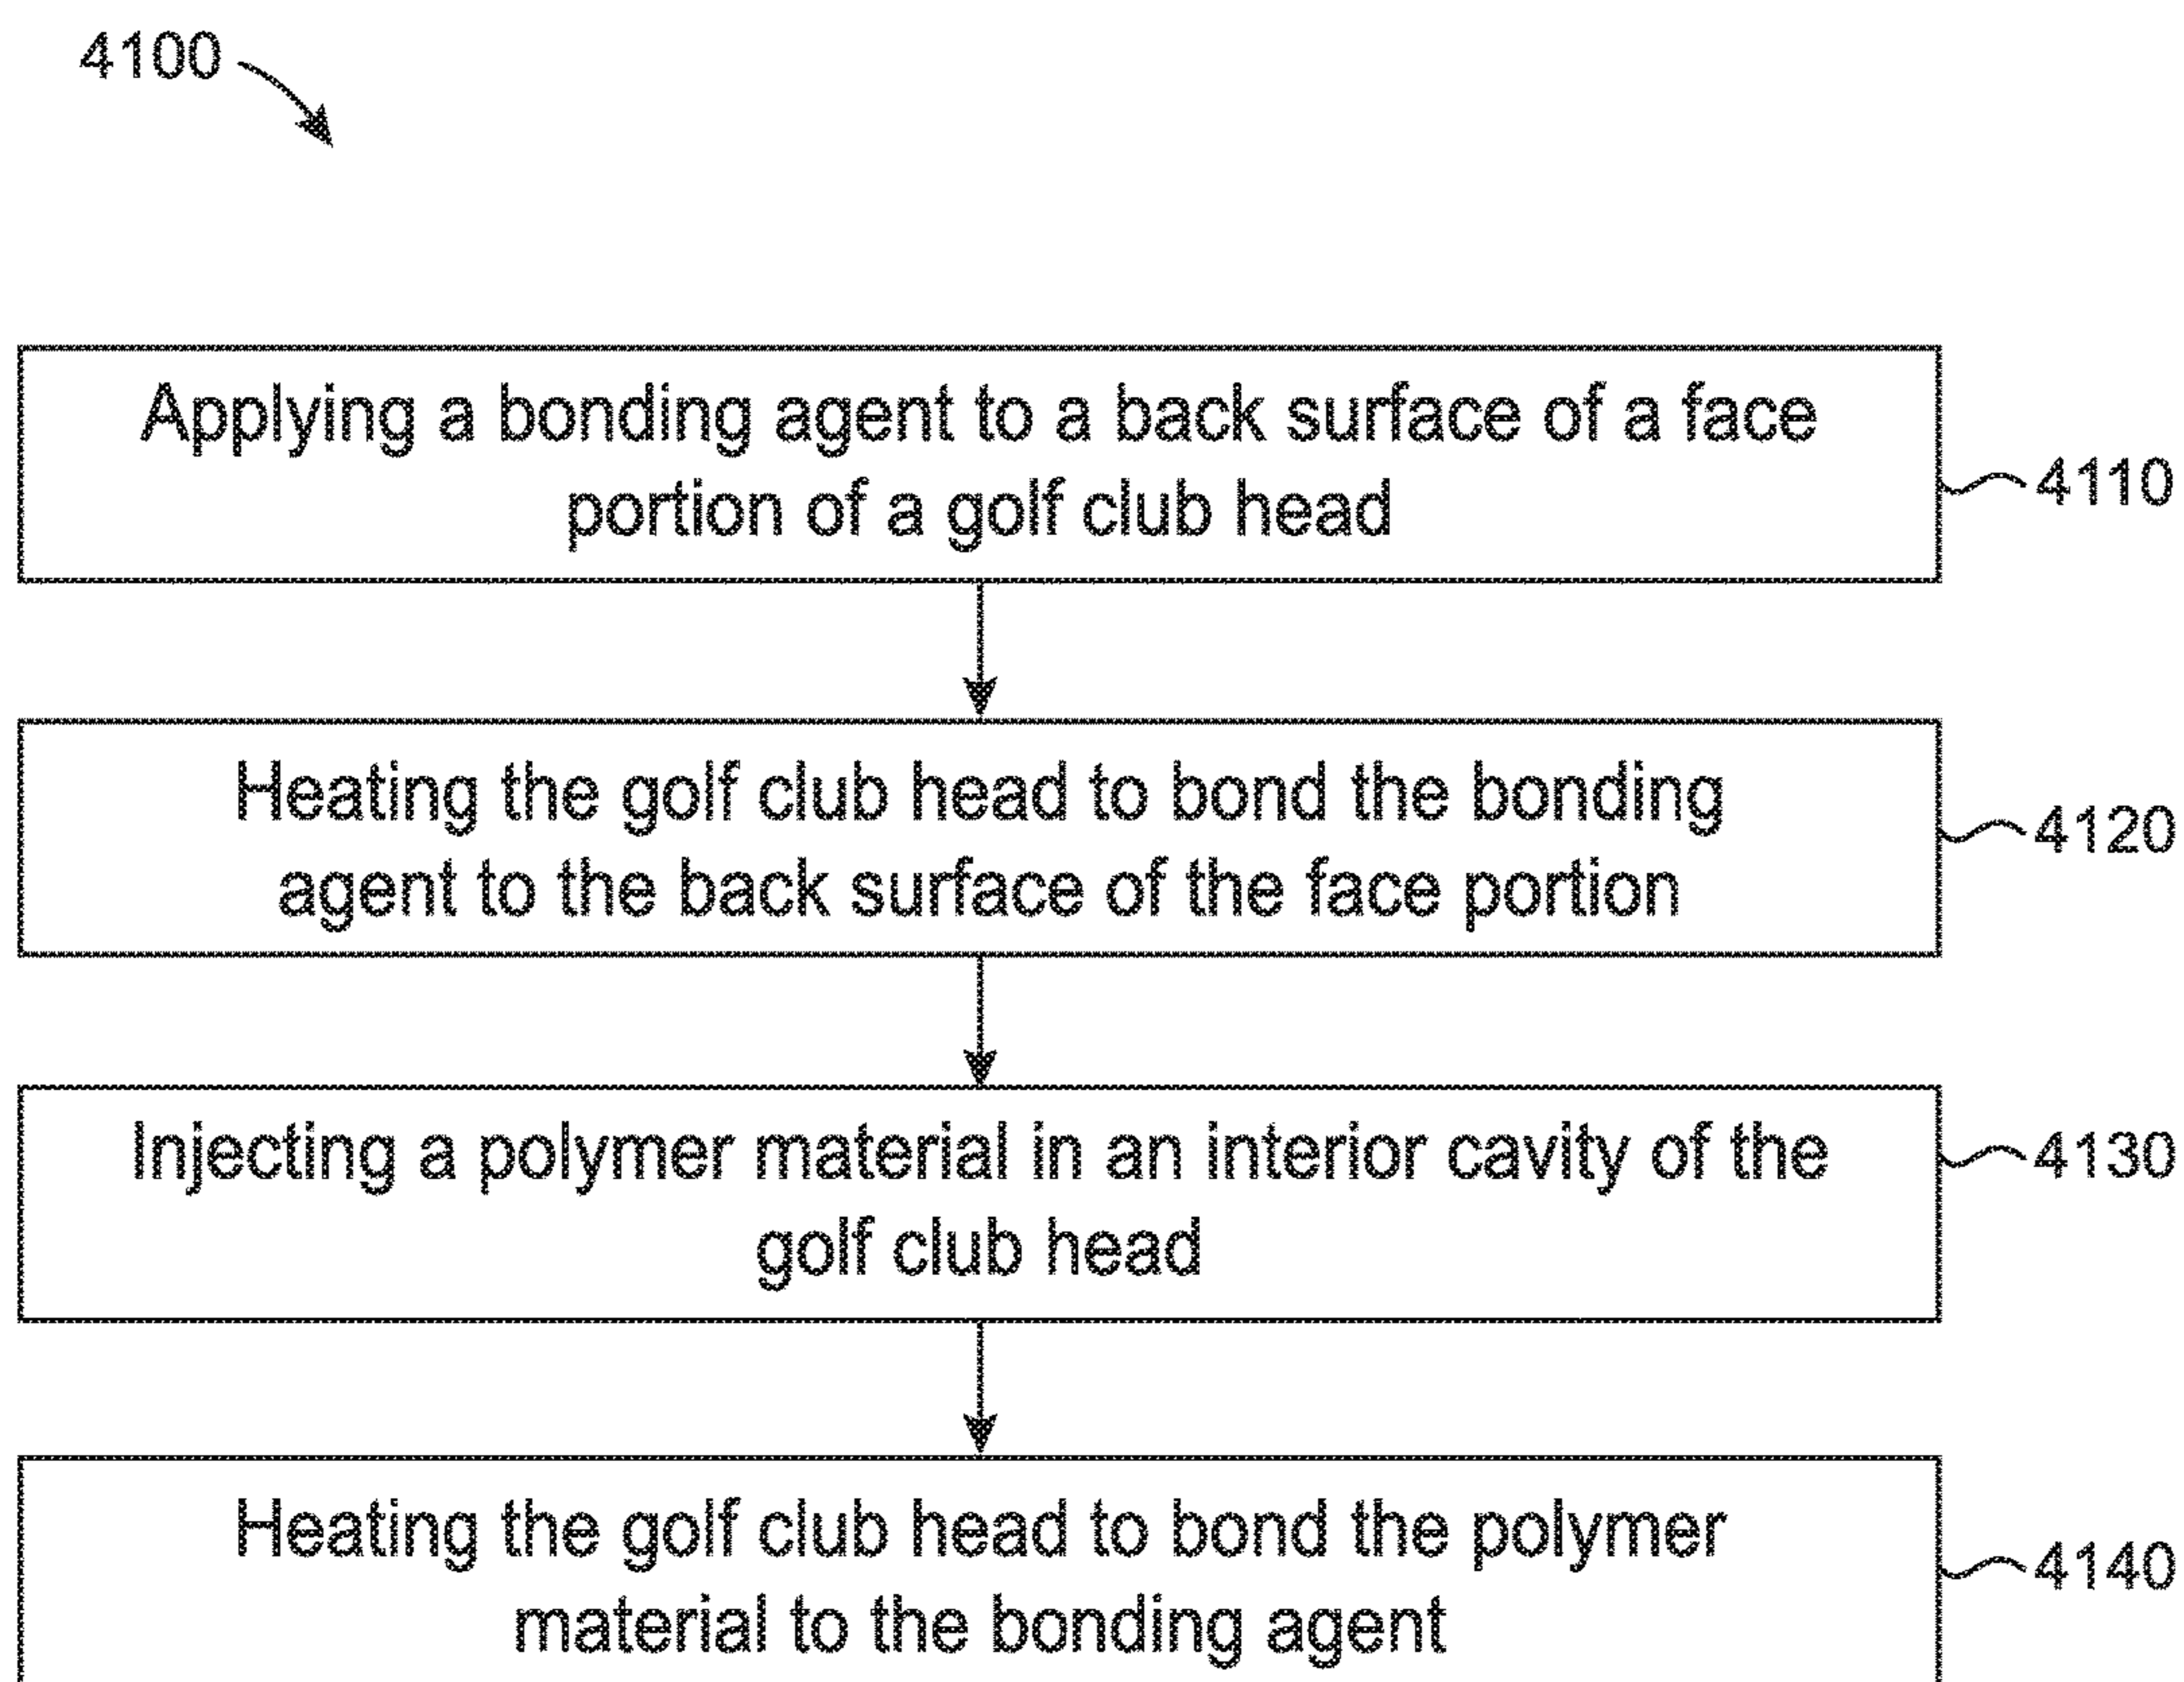 4100
Applying a bonding agent to a back surface of a face
portion of a golf club head
4110
Heating the golf club head to bond the bonding
agent to the back surface of the face portion
4120
Injecting a polymer material in an interior cavity of the
golf club head
4130
Heating the golf club head to bond the polymer
material to the bonding agent
4140